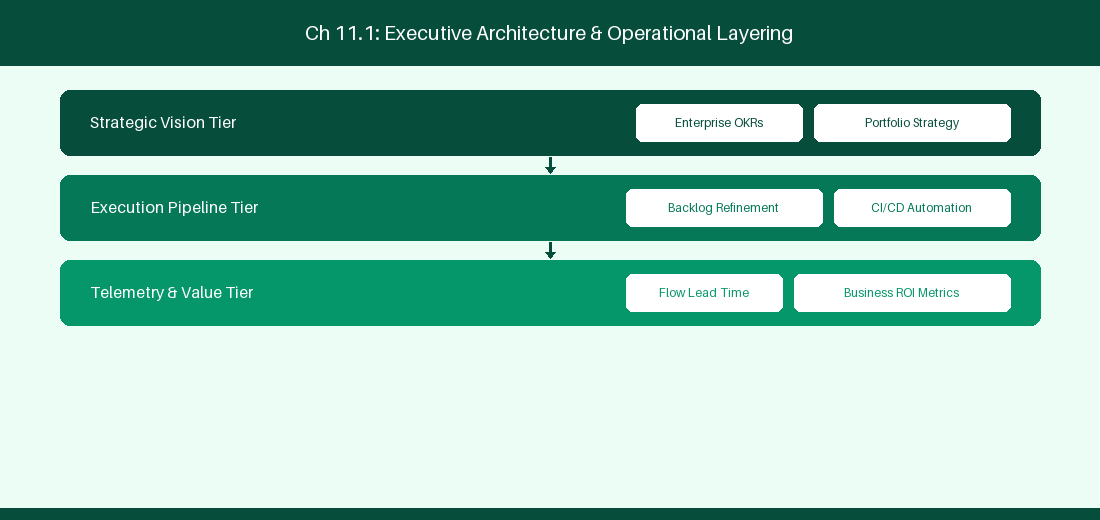 Ch 11.1: Executive Architecture & Operational Layering
Strategic Vision Tier
Enterprise OKRs
Portfolio Strategy
Execution Pipeline Tier
Backlog Refinement
CI/CD Automation
Telemetry & Value Tier
Flow Lead Time
Business ROI Metrics